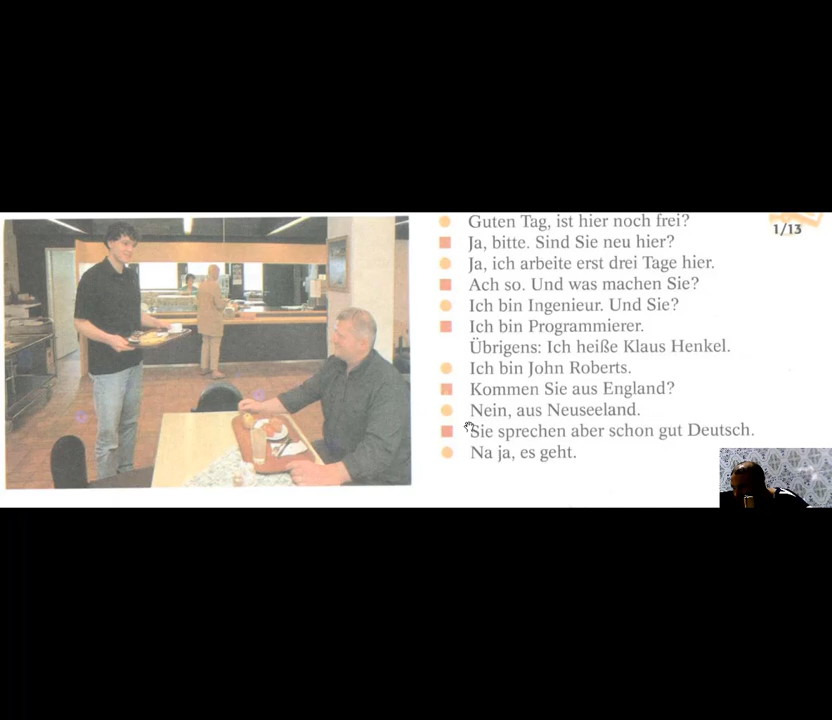 Guten Tag, ist hier noch frei?
1/13
Ja, bitte. Sind Sie neu hier?
Ja, ich arbeite erst drei Tage hier.
Ach so. Und was machen Sie?
Ich bin Ingenieur. Und Sie?
Ich bin Programmierer.
Übrigens: Ich heiße Klaus Henkel.
Ich bin John Roberts.
Kommen Sie aus England?
Nein, aus Neuseeland.
Sie sprechen aber schon gut Deutsch.
Na ja, es geht.